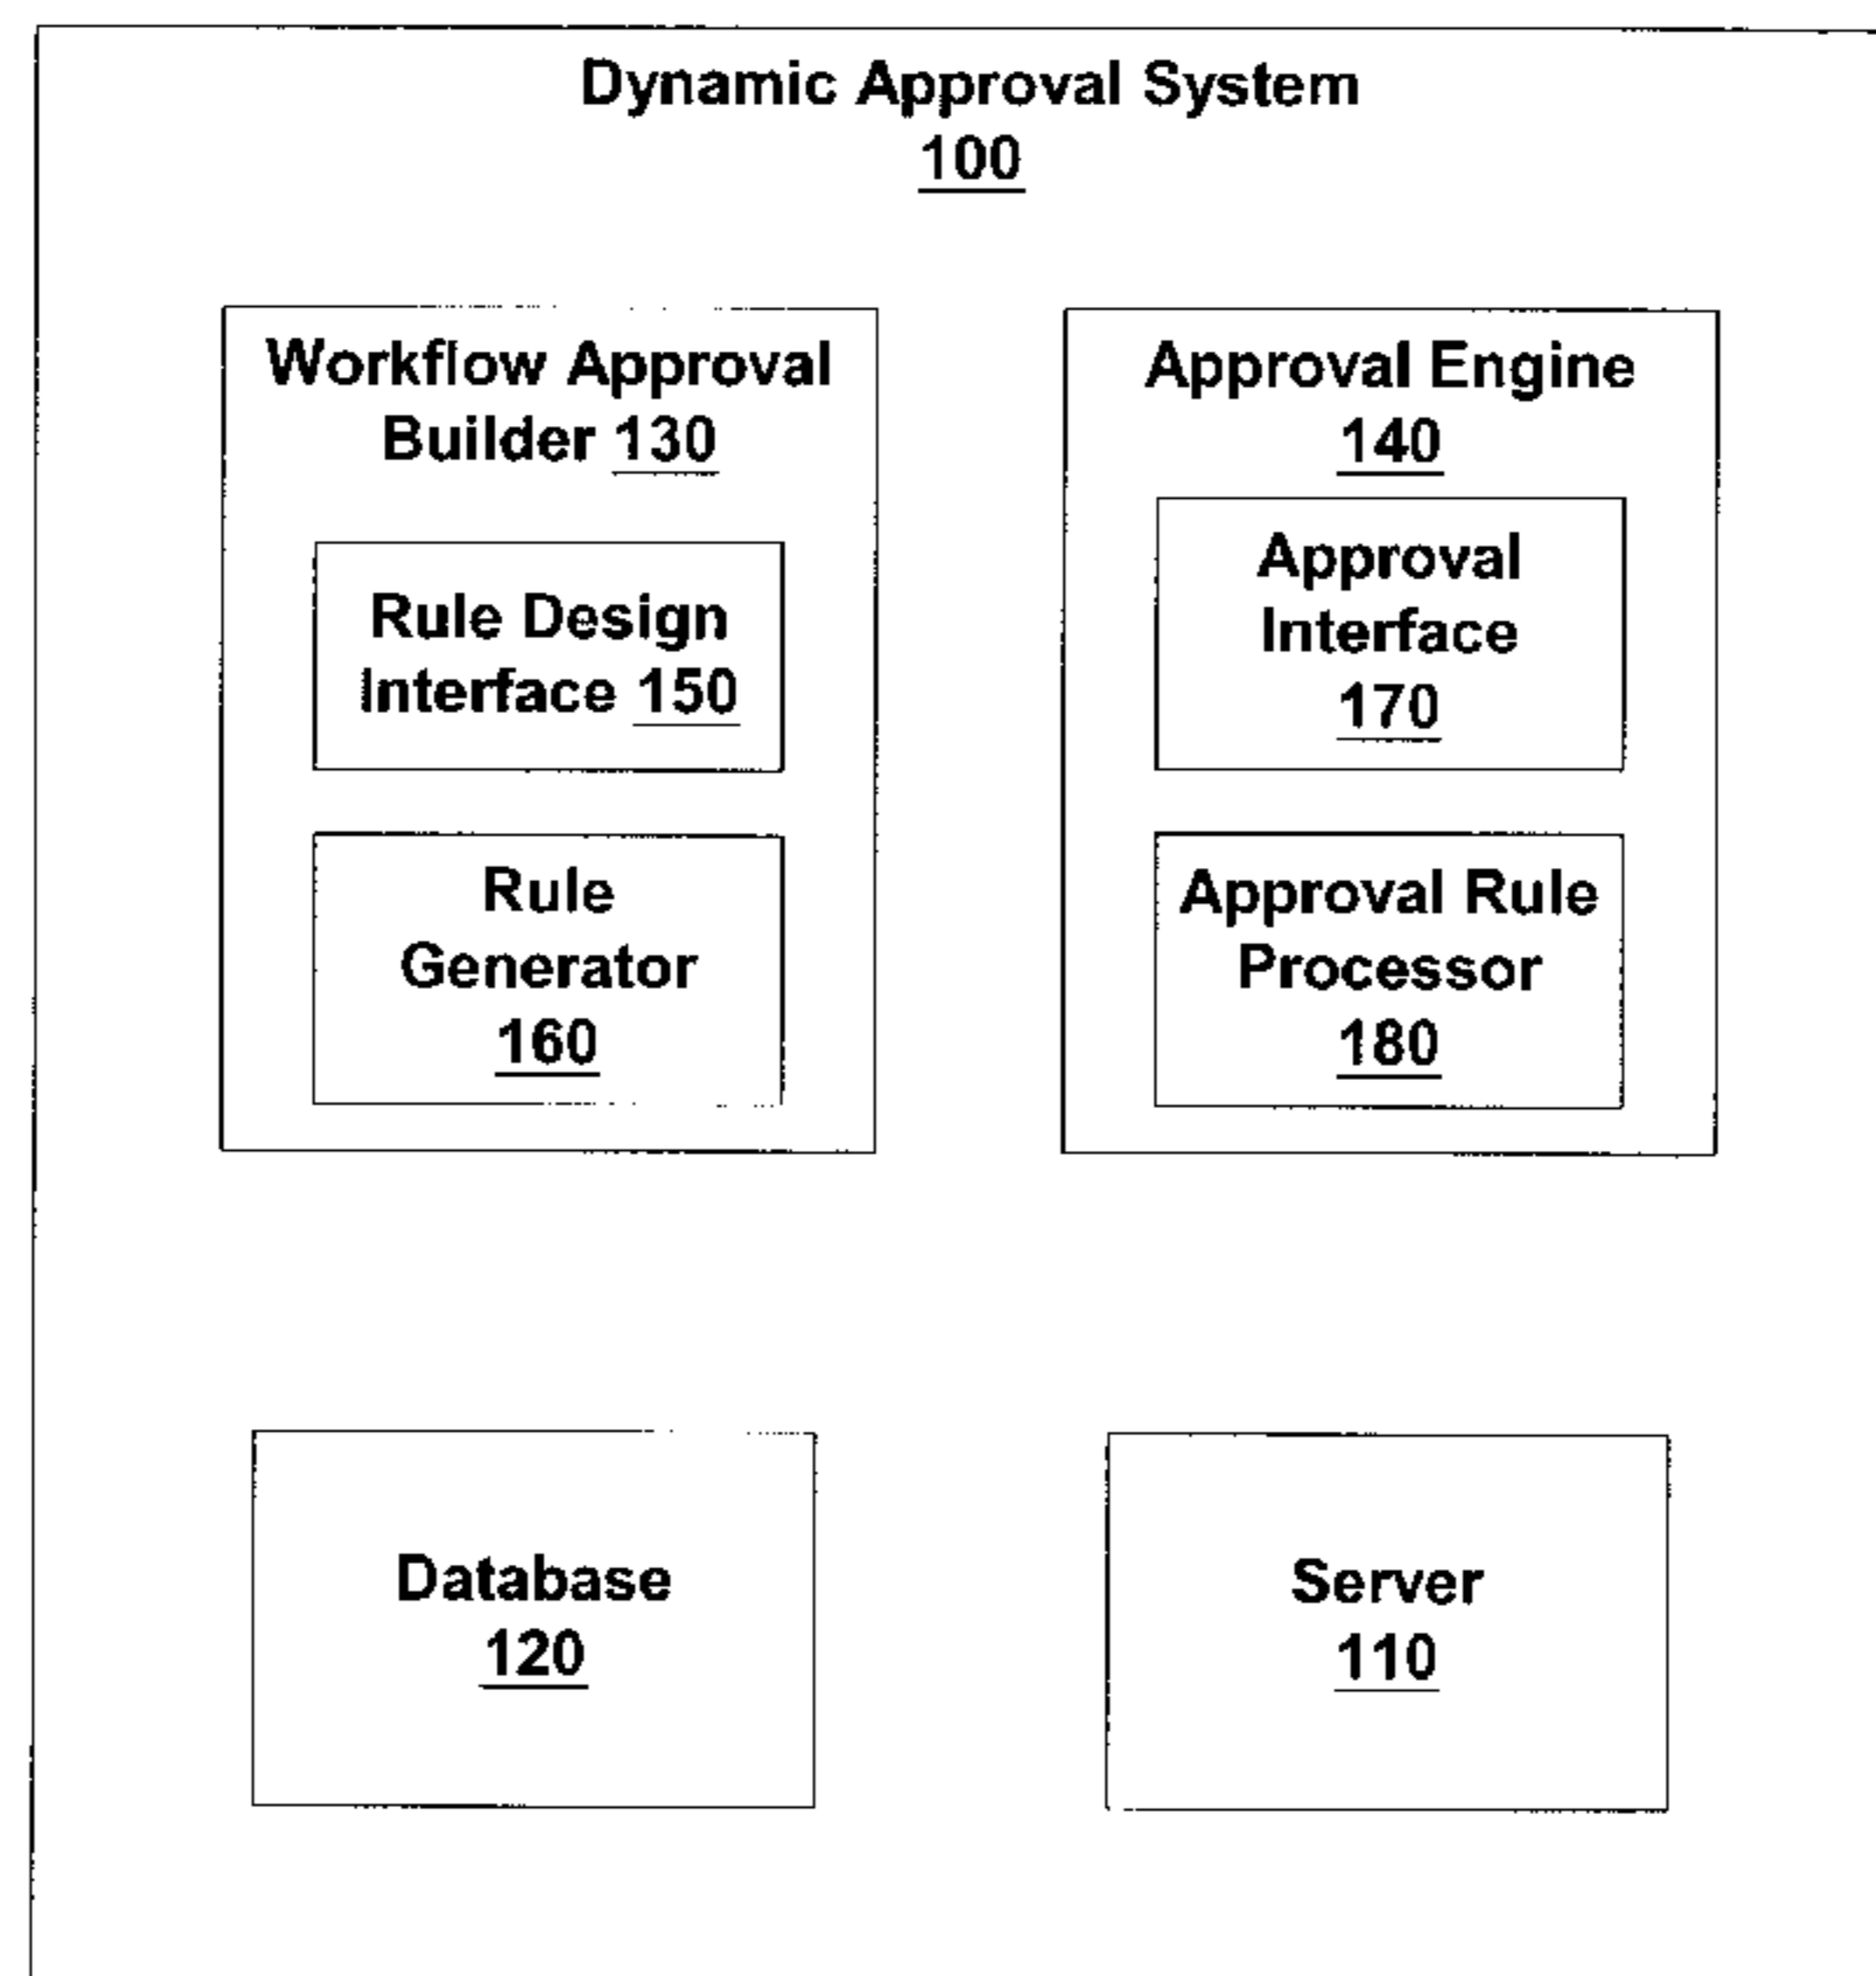 Dynamic Approval System
100
Workflow Approval
Builder 130
Rule Design
Interface 150
Rule
Generator
160
Approval Engine
140
Approval
Interface
170
Approval Rule
Processor
180
Database
120
Server
110